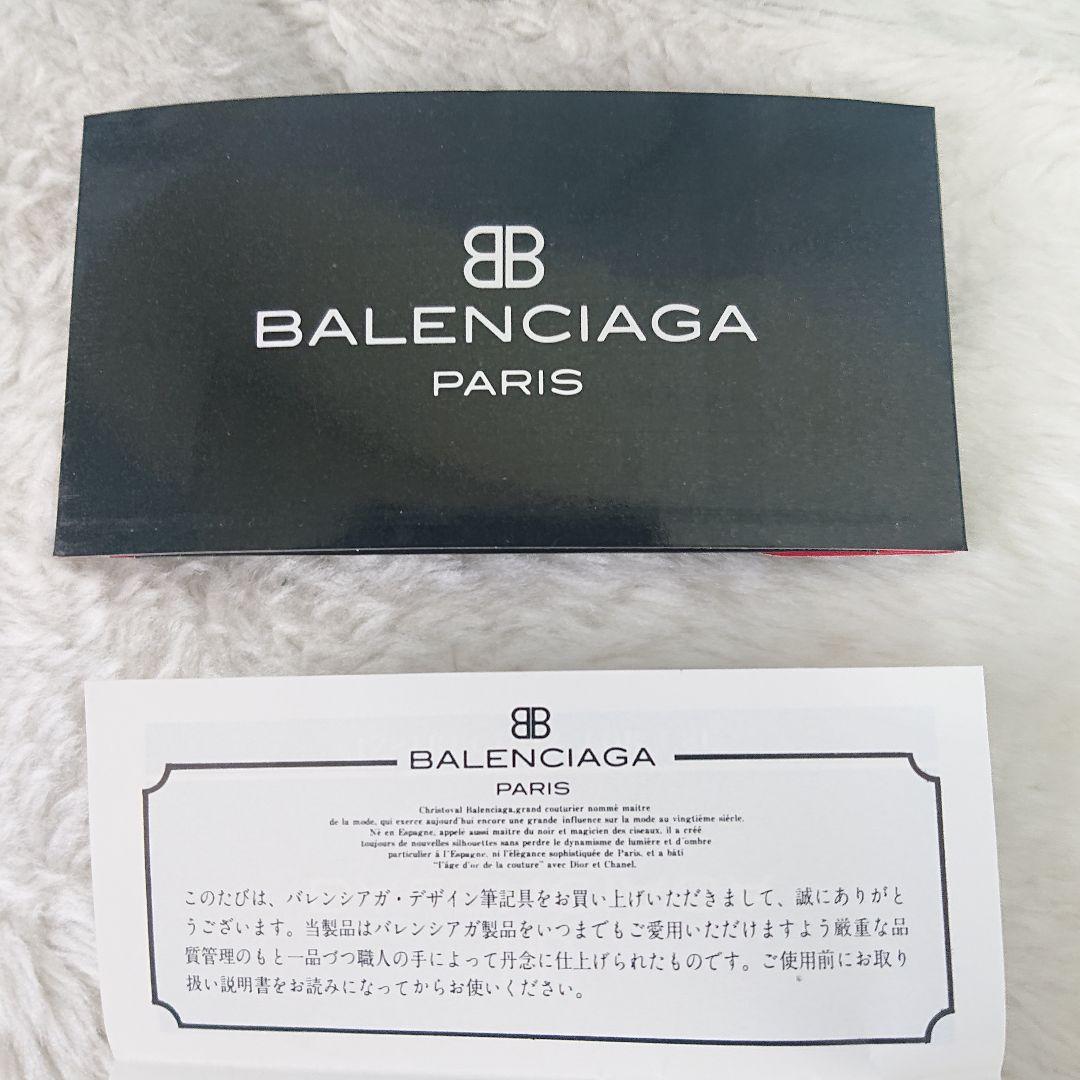 BB
BALENCIAGA
PARIS
BB
BALENCIAGA
PARIS
Christoval Balenciaga,grand couturier nommé maitre
de la mode, qui exerce aujourd'hui encore une grande influence sur la mode au vingtième siècle.
Né en Espagne, appelé aussi maitre du noir et magicien des ciseaux, il a créé
toujours de nouvelles silhouettes sans perdre le dynamisme de lumière et d'ombre
particulier à l'Espagne, ni l'élégance sophistiquée de Paris, et a bâti
"l'âge d'or de la couture" avec Dior et Chanel.
このたびは、バレンシアガ・デザイン筆記具をお買い上げいただきまして、誠にありがと
うございます。当製品はバレンシアガ製品をいつまでもご愛用いただけますよう厳重な品
質管理のもと一品づつ職人の手によって丹念に仕上げられたものです。ご使用前にお取り
扱い説明書をお読みになってからお使いください。